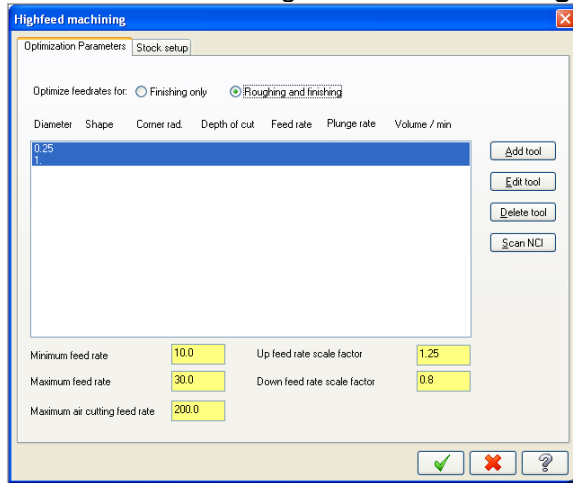 Highfeed machining
Optimization Parameters Stock setup
Optimize feedrates for: Finishing only Roughing and finishing
Diameter Shape Corner rad. Depth of cut Feed rate Plunge rate Volume / min
0.25
1.
Add tool
Edit tool
Delete tool
Scan NCI
Minimum feed rate 10.0 Up feed rate scale factor 1.25
Maximum feed rate 30.0 Down feed rate scale factor 0.8
Maximum air cutting feed rate 200.0